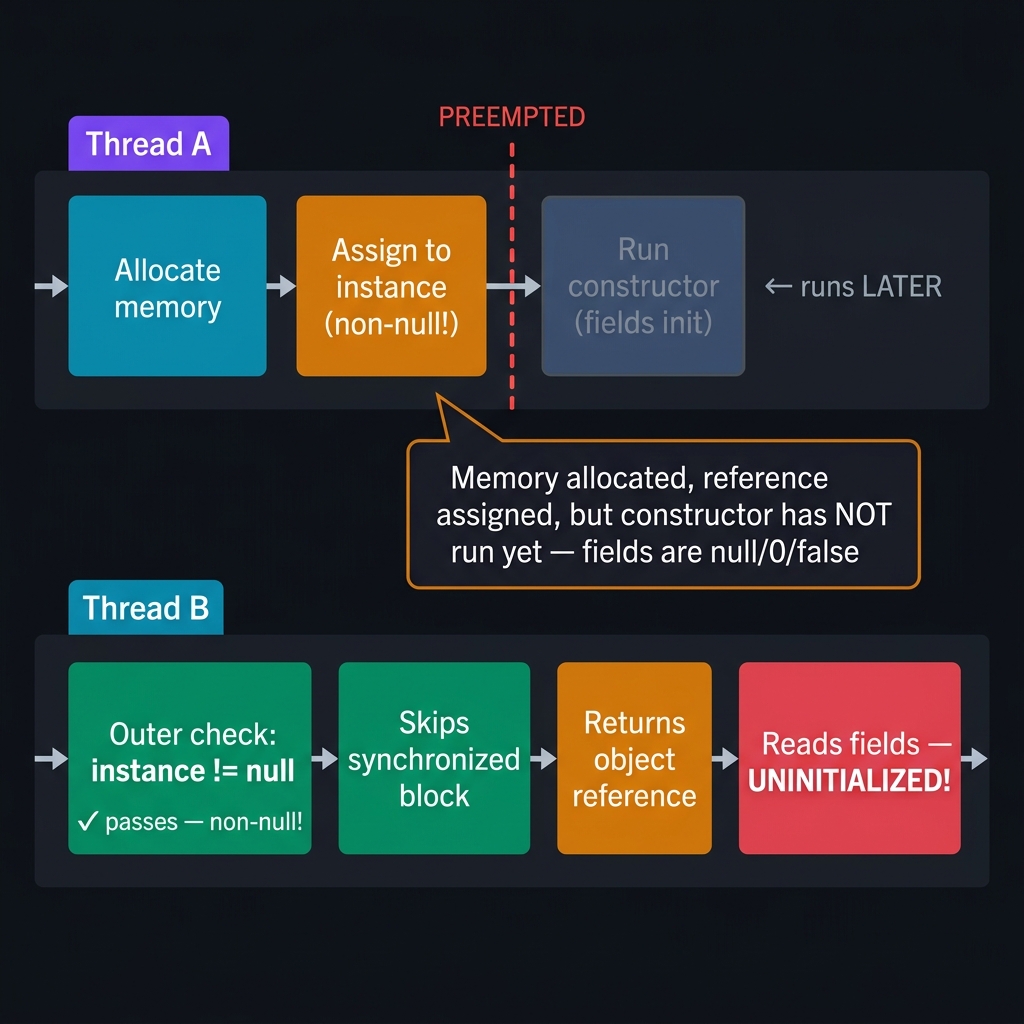 PREEMPTED
Thread A
Allocate
memory
Assign to
instance
(non-null!)
Run
constructor
(fields init)
← runs LATER
Memory allocated, reference
assigned, but constructor has NOT
run yet — fields are null/0/false
Thread B
Outer check:
instance != null
✓ passes — non-null!
Skips
synchronized
block
Returns
object
reference
Reads fields —
UNINITIALIZED!